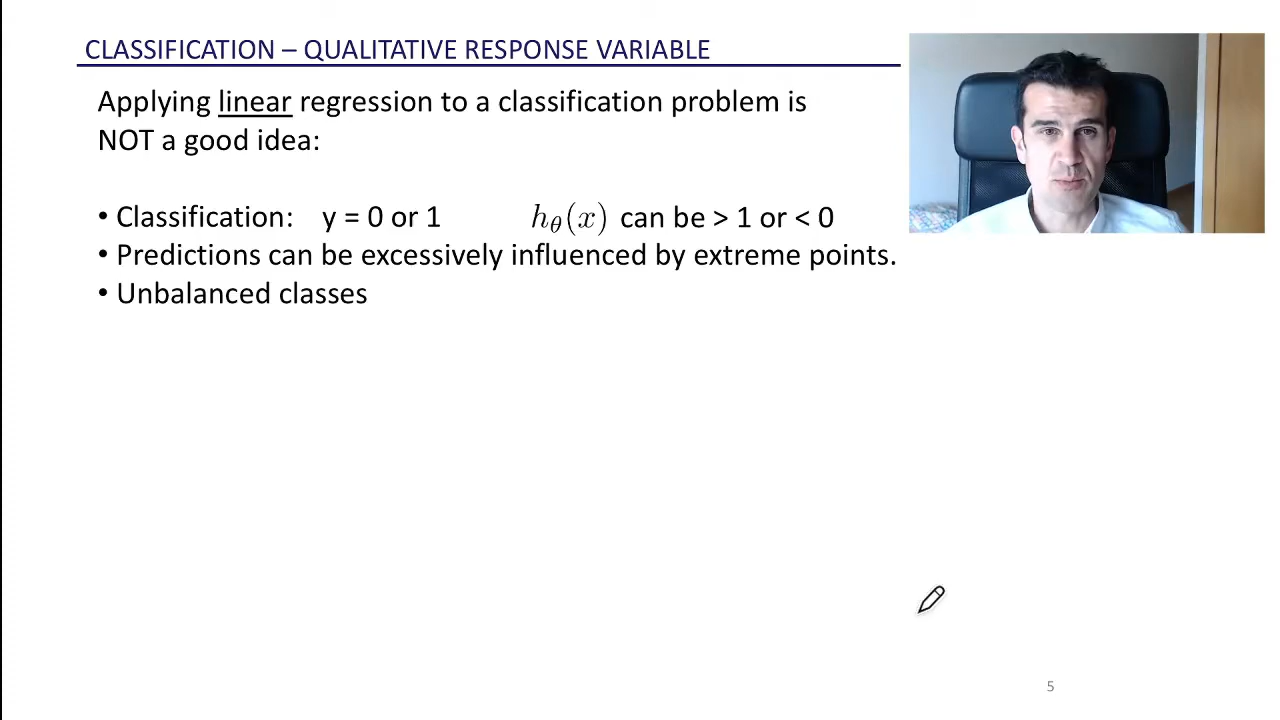 CLASSIFICATION – QUALITATIVE RESPONSE VARIABLE
Applying linear regression to a classification problem is
NOT a good idea:
• Classification: y = 0 or 1 hθ(x) can be > 1 or < 0
• Predictions can be excessively influenced by extreme points.
• Unbalanced classes
5